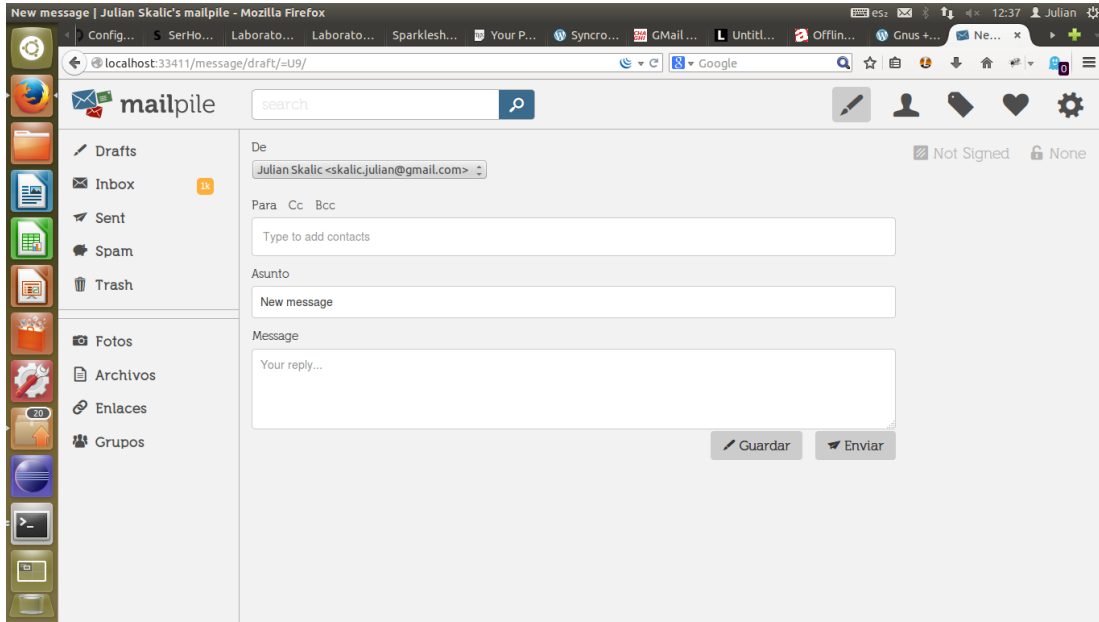 New message | Julian Skalic's mailpile - Mozilla Firefox
es₂ 12:37 Julian
Config... S SerHo... Laborato... Laborato... Sparklesh... Your P... Syncro... GMail ... L Untitl... Offlin... Gnus +... Ne... ×
localhost:33411/message/draft/=U9/ Google 0
mailpile search
Drafts
Inbox 1k
Sent
Spam
Trash
Fotos
Archivos
Enlaces
Grupos
De
Not Signed None
Julian Skalic <skalic.julian@gmail.com>
Para Cc Bcc
Type to add contacts
Asunto
New message
Message
Your reply...
Guardar Enviar
20
>_